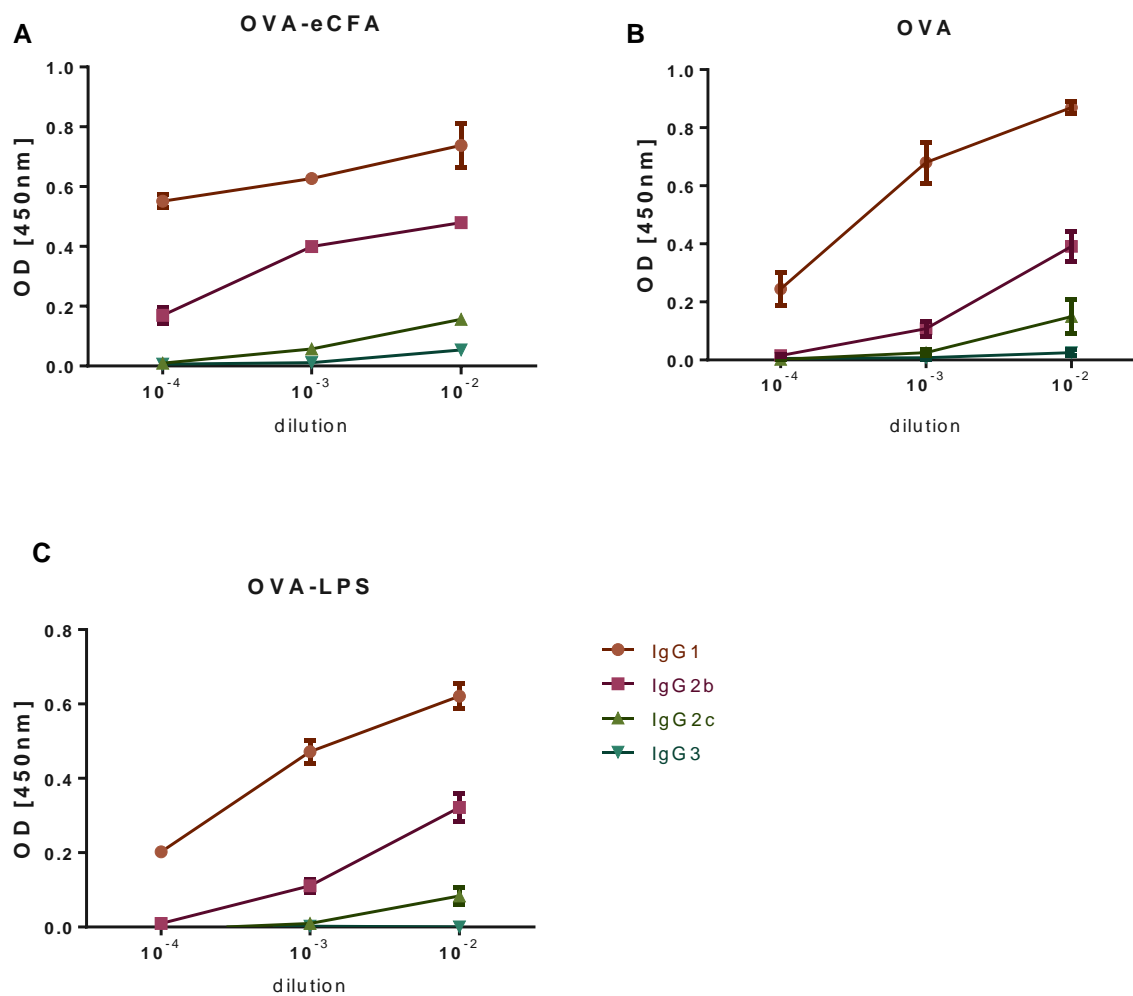 A
OVA-eCFA
OD [450nm]
1.0
0.8
0.6
0.4
0.2
0.0
10-4 10-3 10-2
dilution
B
OVA
OD [450nm]
1.0
0.8
0.6
0.4
0.2
0.0
10-4 10-3 10-2
dilution
C
OVA-LPS
OD [450nm]
0.8
0.6
0.4
0.2
0.0
10-4 10-3 10-2
dilution
IgG1
IgG2b
IgG2c
IgG3